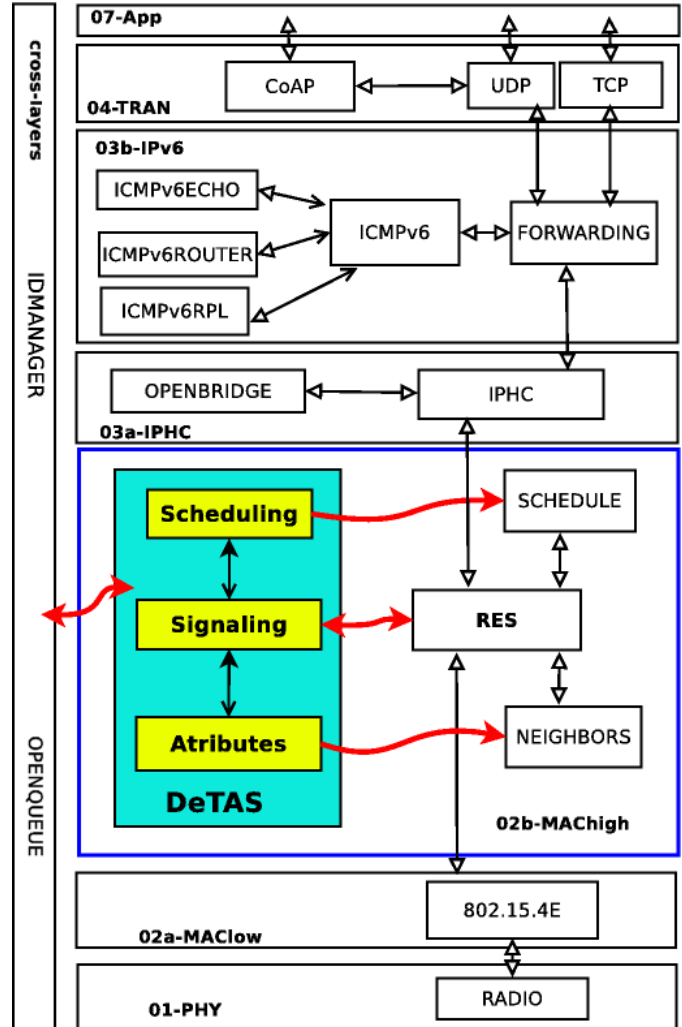 07-App
cross-layers
CoAP
UDP
TCP
04-TRAN
03b-IPv6
ICMPv6ECHO
ICMPv6
FORWARDING
ICMPv6ROUTER
ICMPv6RPL
IDMANAGER
OPENBRIDGE
IPHC
03a-IPHC
Scheduling
SCHEDULE
Signaling
RES
Atributes
NEIGHBORS
DeTAS
02b-MAChigh
OPENQUEUE
802.15.4E
02a-MAClow
RADIO
01-PHY